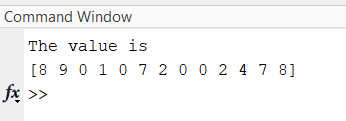 Command Window
The value is
[8 9 0 1 0 7 2 0 0 2 4 7 8]
fx >>